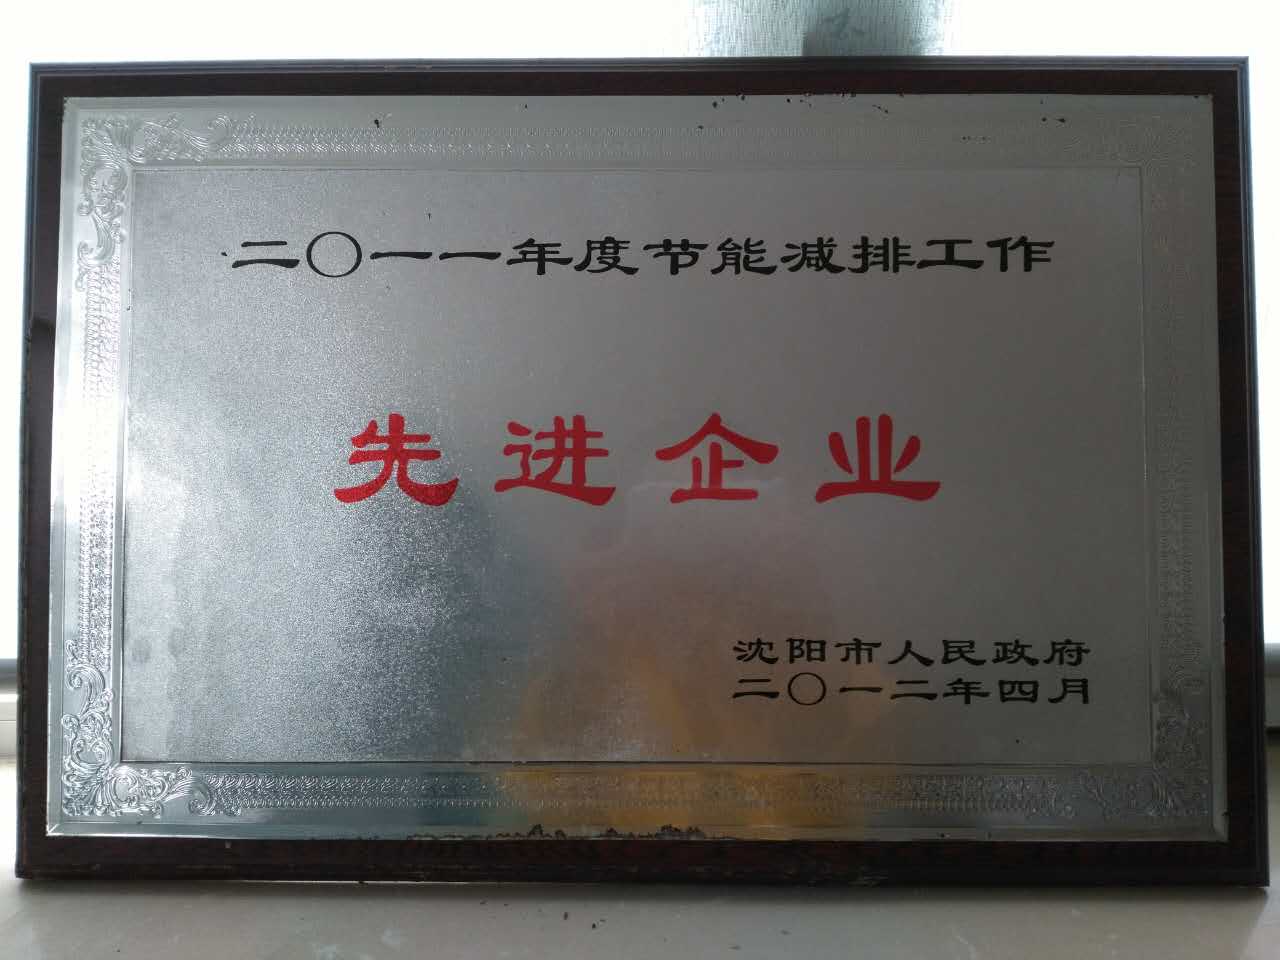 二〇一一年度节能减排工作
先进企业
沈阳市人民政府
二〇一二年四月